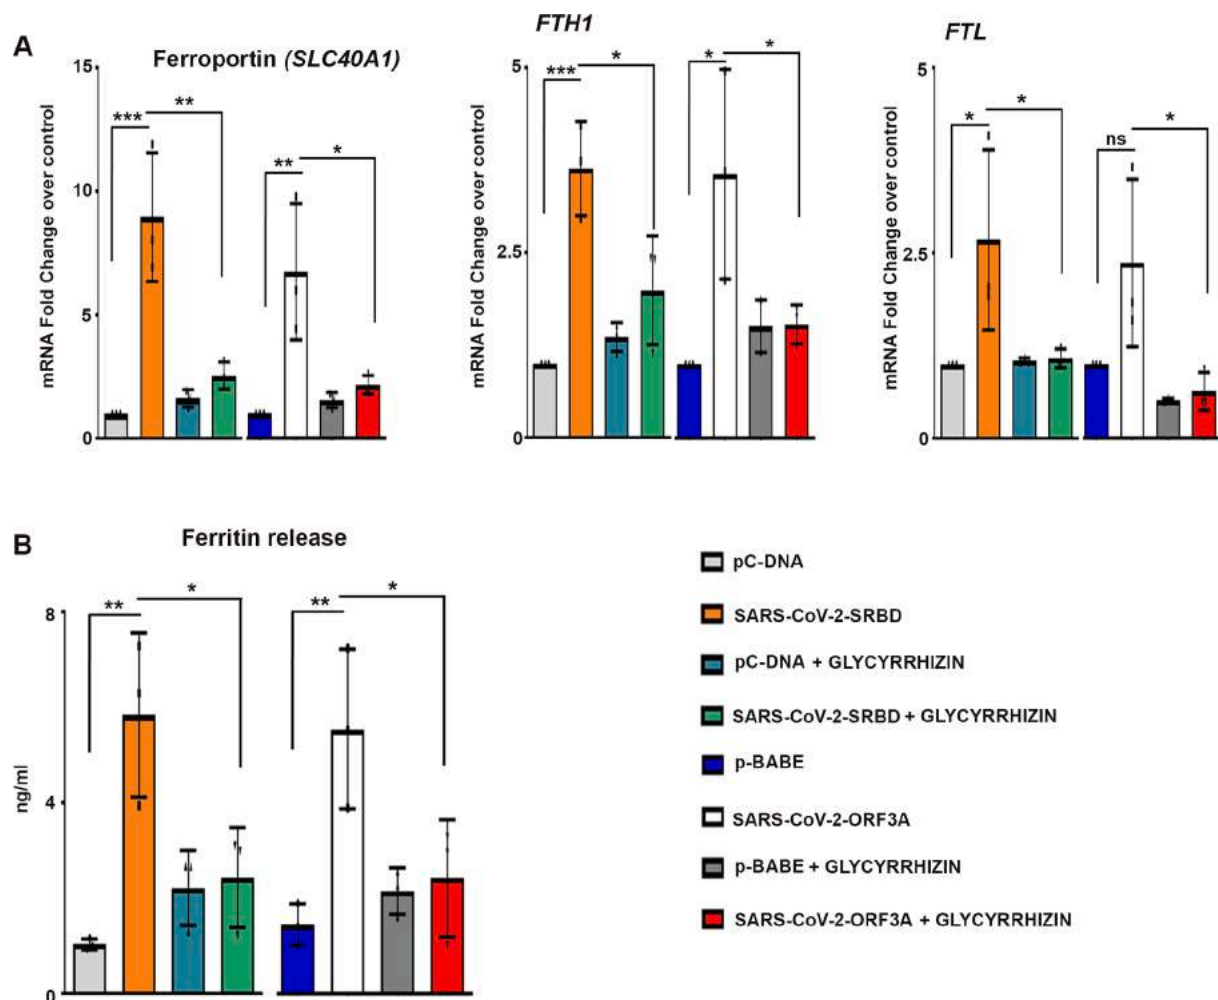 A
Ferroportin (SLC40A1)
mRNA Fold Change over control
15
10
5
0
***
**
**
*
FTH1
mRNA Fold Change over control
5
2.5
0
***
*
*
*
FTL
mRNA Fold Change over control
5
2.5
0
*
*
ns
*
B
Ferritin release
ng/ml
8
4
0
**
*
**
*
pC-DNA
SARS-CoV-2-SRBD
pC-DNA + GLYCYRRHIZIN
SARS-CoV-2-SRBD + GLYCYRRHIZIN
p-BABE
SARS-CoV-2-ORF3A
p-BABE + GLYCYRRHIZIN
SARS-CoV-2-ORF3A + GLYCYRRHIZIN